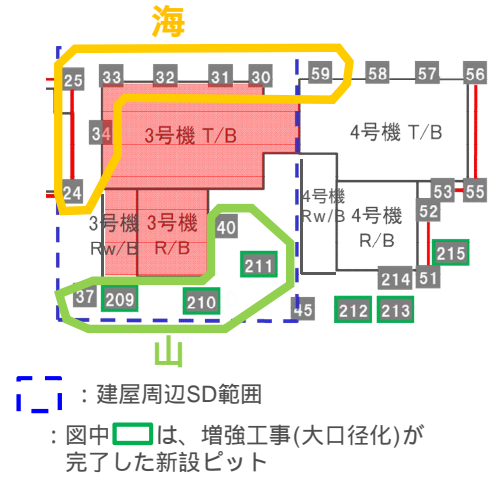 海
25 33 32 31 30 59 58 57 56
34 3号機 T/B 4号機 T/B
24 53 55
3号機 Rw/B
3号機 R/B
40
4号機 Rw/B
4号機 R/B
52
211 215
37 209 210 45 214 51
212 213
山
：建屋周辺SD範囲
：図中 は、増強工事(大口径化)が
完了した新設ピット